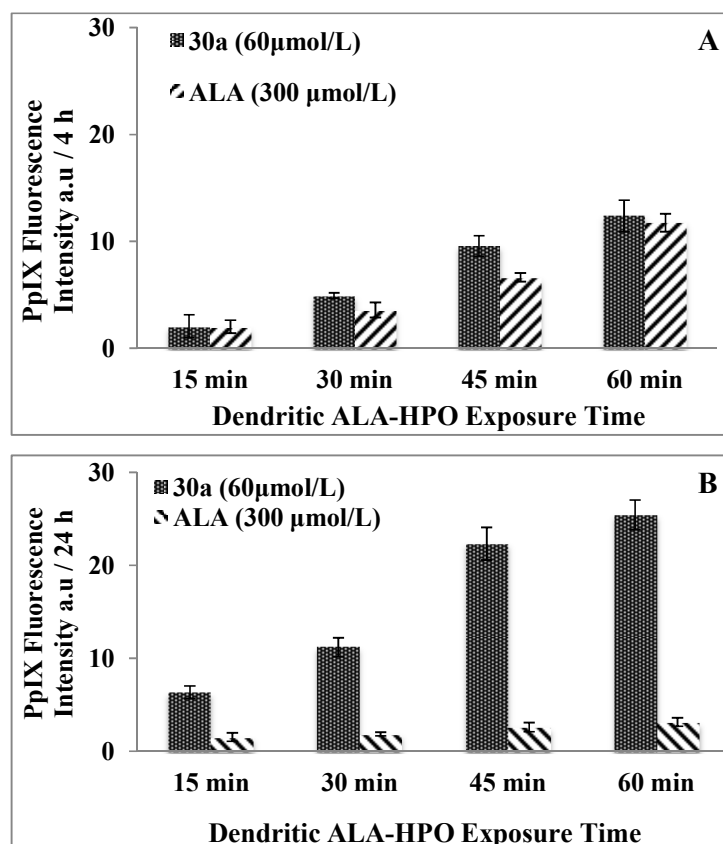 30
20
10
0
PpIX Fluorescence
Intensity a.u / 4 h
30a (60µmol/L)
ALA (300 µmol/L)
A
15 min 30 min 45 min 60 min
Dendritic ALA-HPO Exposure Time
30
20
10
0
PpIX Fluorescence
Intensity a.u / 24 h
30a (60µmol/L)
ALA (300 µmol/L)
B
15 min 30 min 45 min 60 min
Dendritic ALA-HPO Exposure Time